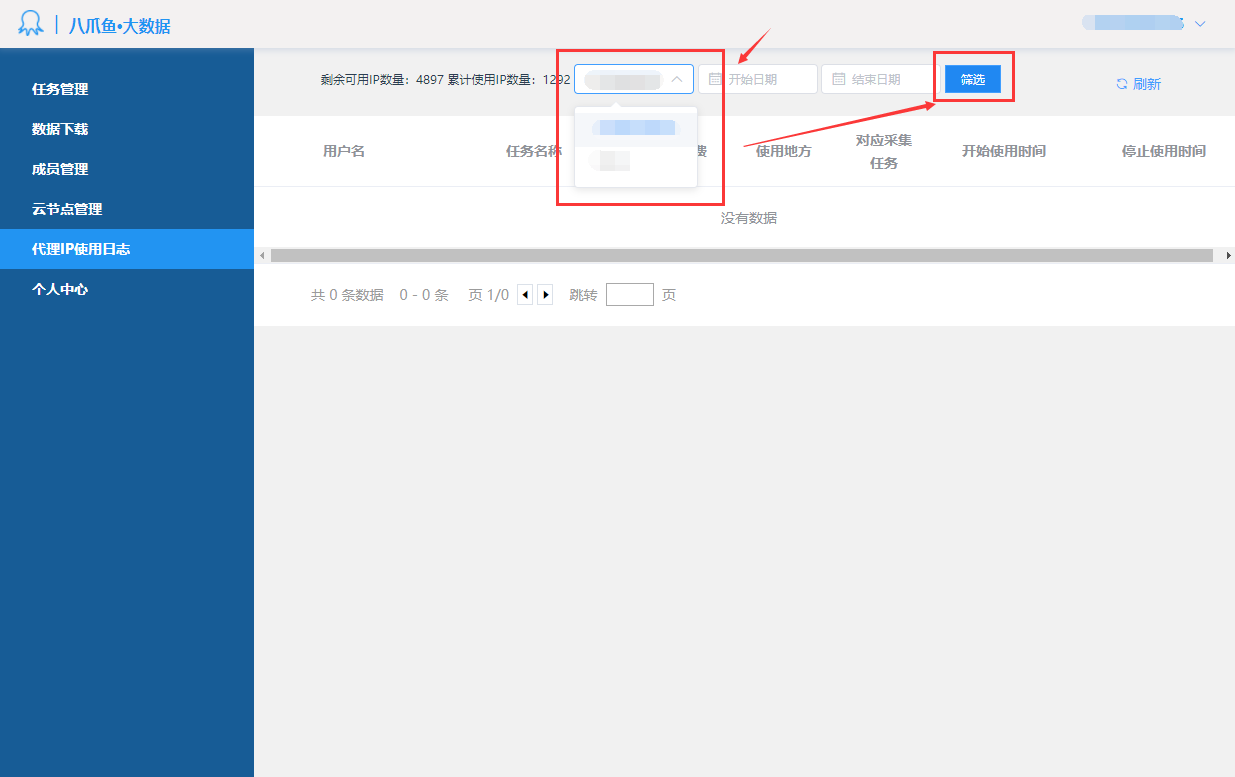 八爪鱼•大数据
任务管理
数据下载
成员管理
云节点管理
代理IP使用日志
个人中心
剩余可用IP数量：4897 累计使用IP数量：1292
开始日期
结束日期
筛选
刷新
用户名
任务名称
费
使用地方
对应采集
任务
开始使用时间
停止使用时间
没有数据
共 0 条数据 0 - 0 条 页 1/0 跳转 页